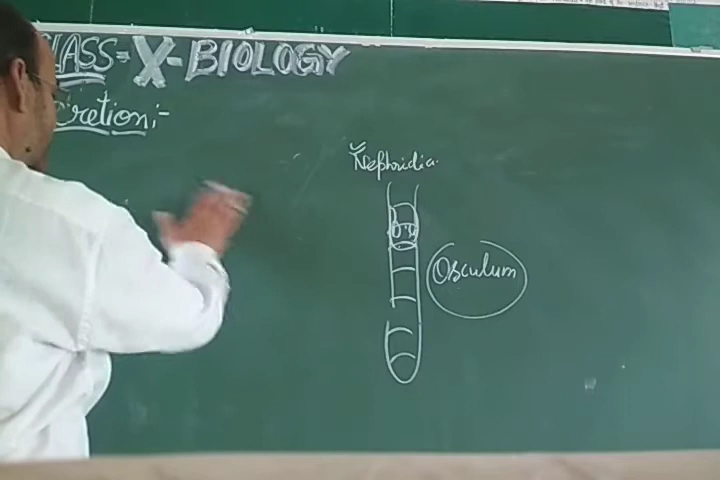 CLASS = X - BIOLOGY
cretion:-
Nephridia
Osculum